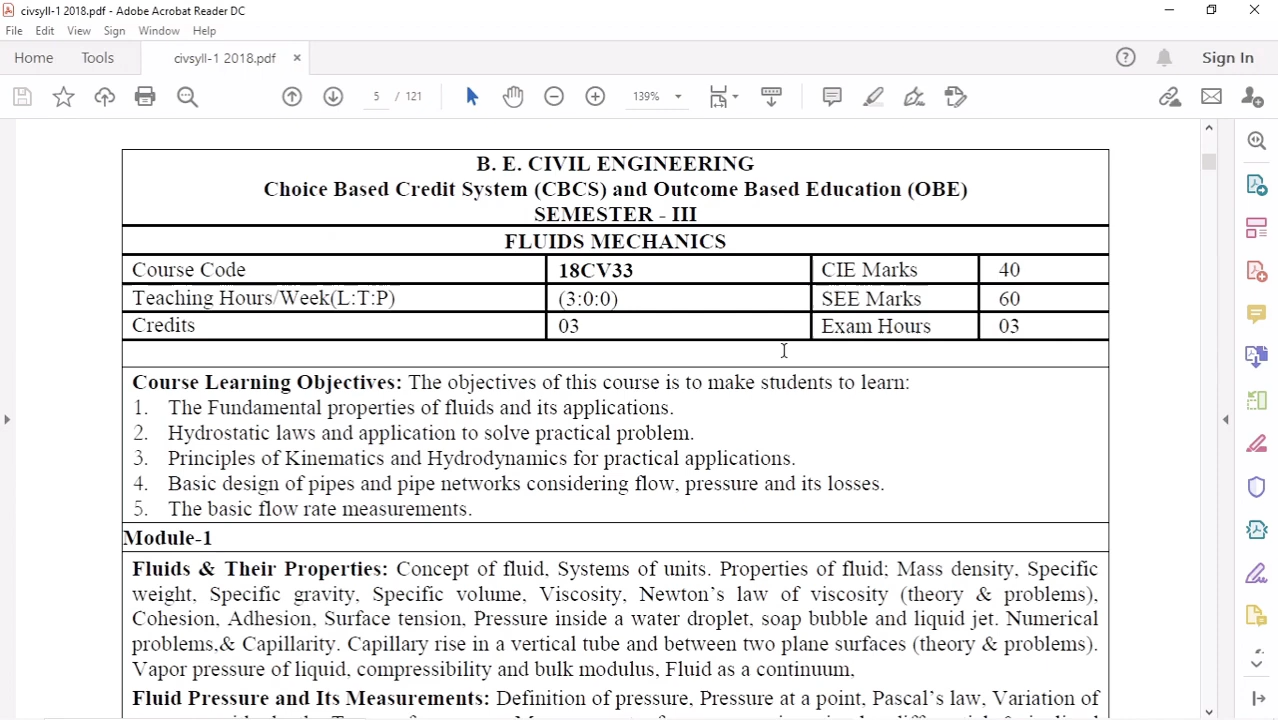 civsyll-1 2018.pdf - Adobe Acrobat Reader DC
File Edit View Sign Window Help
Home Tools civsyll-1 2018.pdf × Sign In
5 / 121 139%
B. E. CIVIL ENGINEERING
Choice Based Credit System (CBCS) and Outcome Based Education (OBE)
SEMESTER - III
FLUIDS MECHANICS
Course Code 18CV33 CIE Marks 40
Teaching Hours/Week(L:T:P) (3:0:0) SEE Marks 60
Credits 03 Exam Hours 03
Course Learning Objectives: The objectives of this course is to make students to learn:
1. The Fundamental properties of fluids and its applications.
2. Hydrostatic laws and application to solve practical problem.
3. Principles of Kinematics and Hydrodynamics for practical applications.
4. Basic design of pipes and pipe networks considering flow, pressure and its losses.
5. The basic flow rate measurements.
Module-1
Fluids & Their Properties: Concept of fluid, Systems of units. Properties of fluid; Mass density, Specific
weight, Specific gravity, Specific volume, Viscosity, Newton's law of viscosity (theory & problems),
Cohesion, Adhesion, Surface tension, Pressure inside a water droplet, soap bubble and liquid jet. Numerical
problems,& Capillarity. Capillary rise in a vertical tube and between two plane surfaces (theory & problems).
Vapor pressure of liquid, compressibility and bulk modulus, Fluid as a continuum,
Fluid Pressure and Its Measurements: Definition of pressure, Pressure at a point, Pascal's law, Variation of